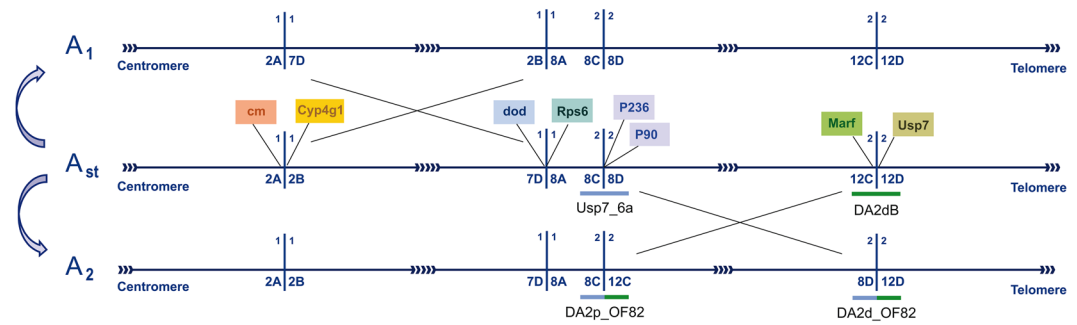 1 1 1 1 2 2 2 2
A1
2A 7D 2B 8A 8C 8D 12C 12D
Centromere Telomere
cm Cyp4g1 dod Rps6 P236 Marf Usp7
P90
1 1 1 1 2 2 2 2
Ast
2A 2B 7D 8A 8C 8D 12C 12D
Centromere Telomere
Usp7_6a DA2dB
1 1 1 1 2 2 2 2
A2
2A 2B 7D 8A 8C 12C 8D 12D
Centromere Telomere
DA2p_OF82 DA2d_OF82